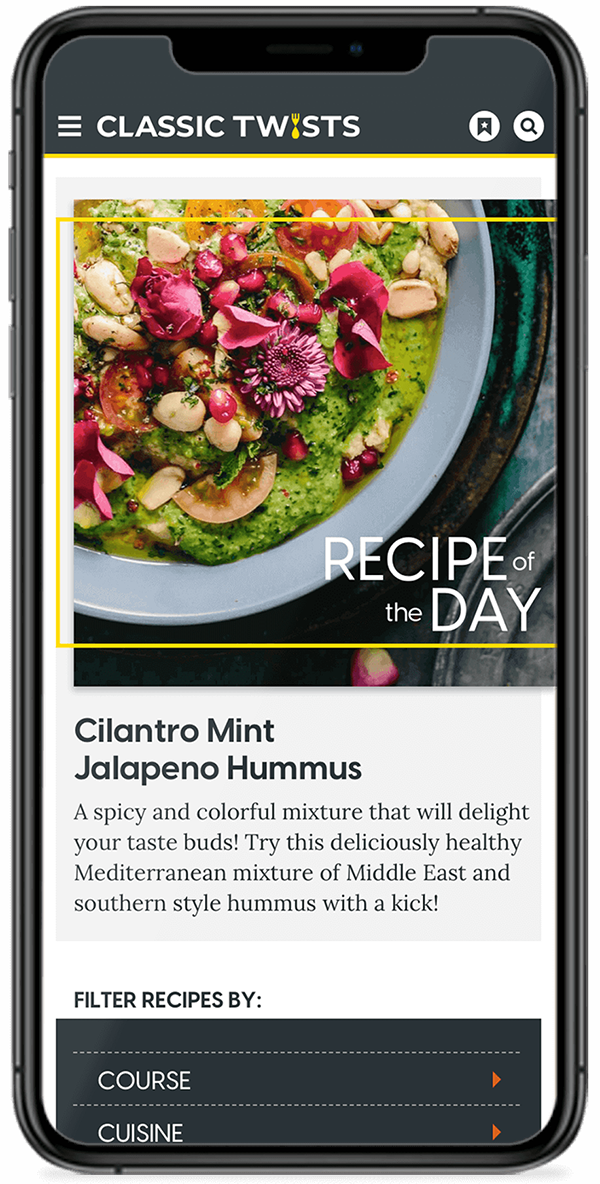 CLASSIC TWISTS
RECIPE of
the DAY
Cilantro Mint
Jalapeno Hummus
A spicy and colorful mixture that will delight
your taste buds! Try this deliciously healthy
Mediterranean mixture of Middle East and
southern style hummus with a kick!
FILTER RECIPES BY:
COURSE
CUISINE